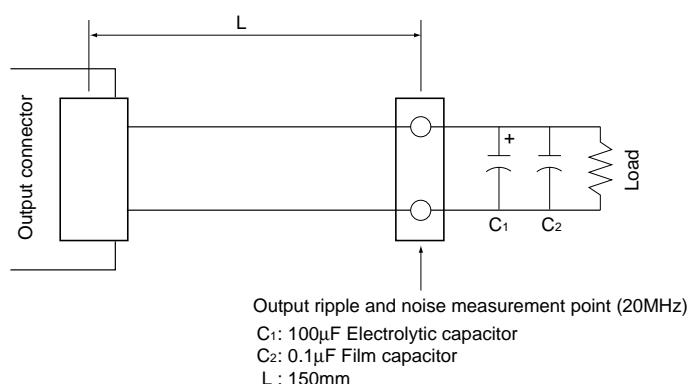 L
Output connector
+
Load
C1
C2
Output ripple and noise measurement point (20MHz)
C1: 100μF Electrolytic capacitor
C2: 0.1μF Film capacitor
L : 150mm